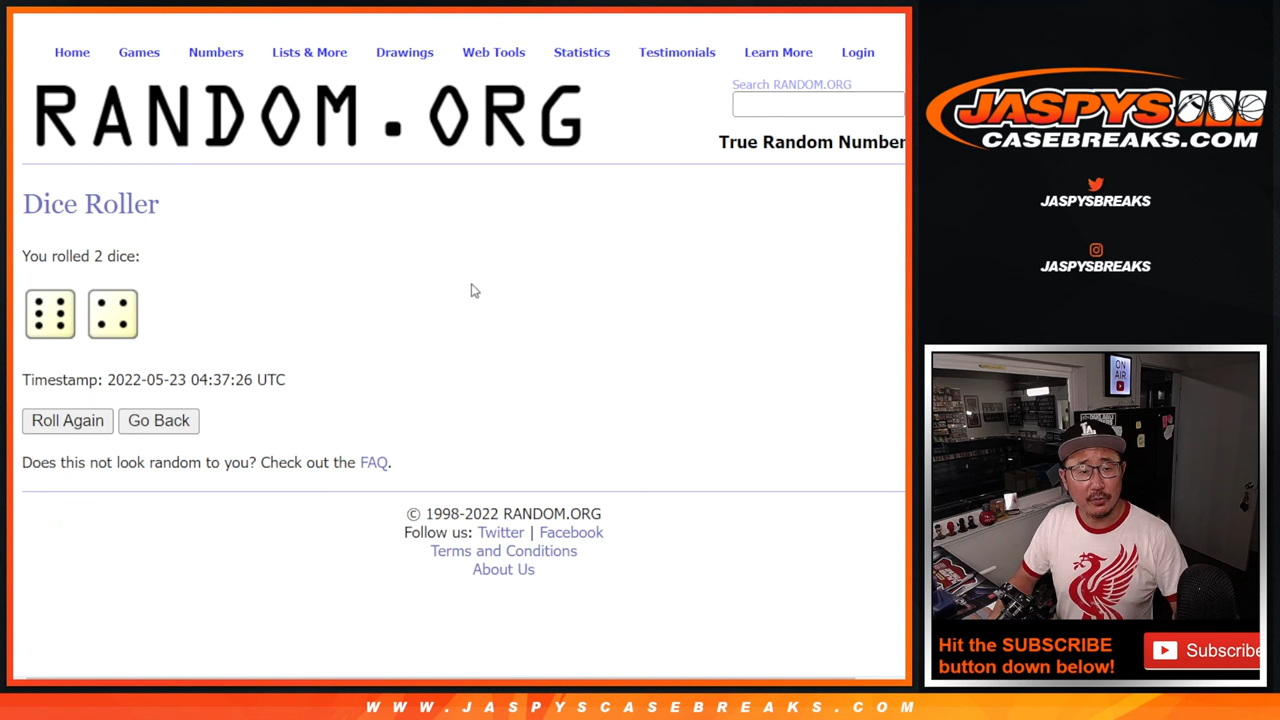 Home Games Numbers Lists & More Drawings Web Tools Statistics Testimonials Learn More Login
RANDOM.ORG
Search RANDOM.ORG
True Random Number
Dice Roller
You rolled 2 dice:
Timestamp: 2022-05-23 04:37:26 UTC
Roll Again Go Back
Does this not look random to you? Check out the FAQ.
© 1998-2022 RANDOM.ORG
Follow us: Twitter | Facebook
Terms and Conditions
About Us
JASPYS
CASEBREAKS.COM
JASPYSBREAKS
JASPYSBREAKS
ON
AIR
LA
Hit the SUBSCRIBE
button down below!
Subscribe
WWW.JASPYSCASEBREAKS.COM